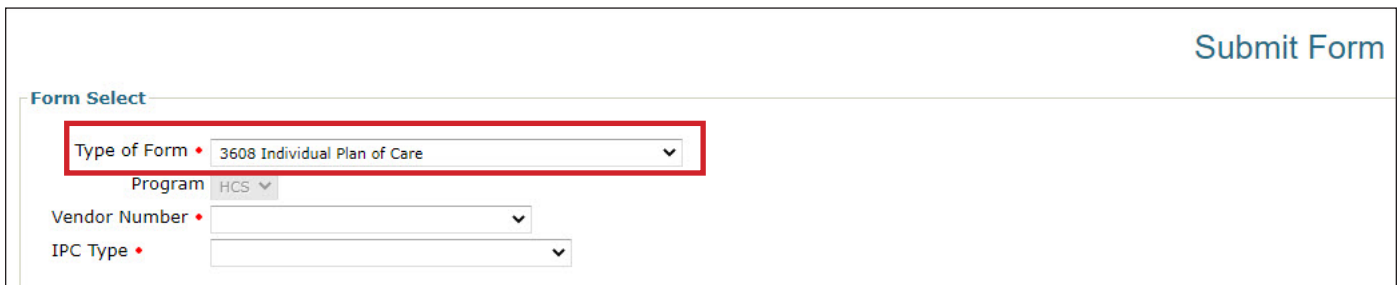 Submit Form
Form Select
Type of Form • 3608 Individual Plan of Care
Program HCS
Vendor Number •
IPC Type •